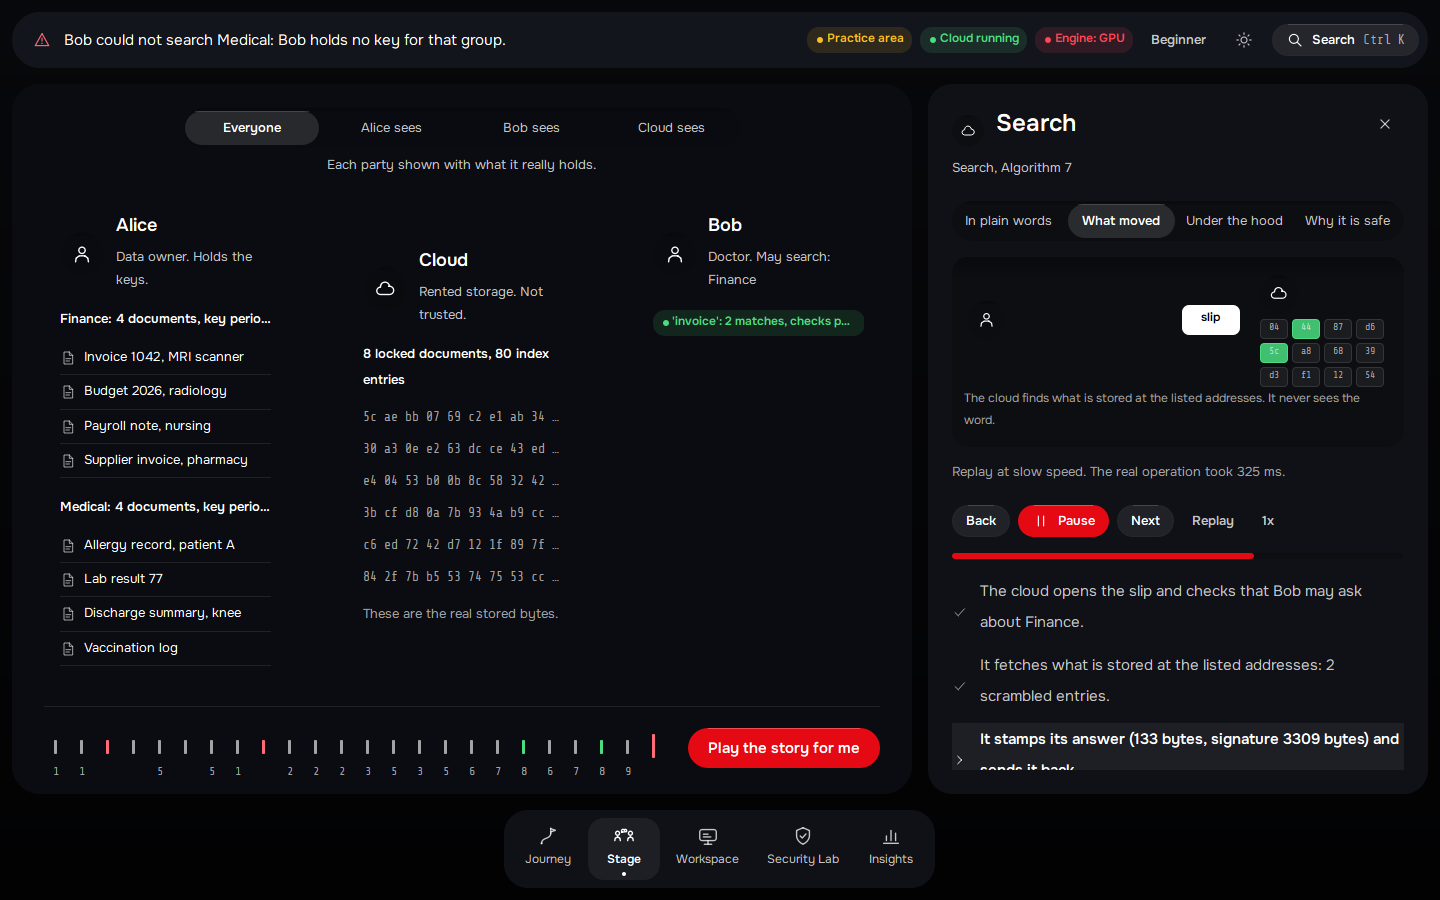 Bob could not search Medical: Bob holds no key for that group.
Practice area
Cloud running
Engine: GPU
Beginner
Search Ctrl K
Everyone
Alice sees
Bob sees
Cloud sees
Each party shown with what it really holds.
Alice
Data owner. Holds the
keys.
Finance: 4 documents, key perio...
Invoice 1042, MRI scanner
Budget 2026, radiology
Payroll note, nursing
Supplier invoice, pharmacy
Medical: 4 documents, key perio...
Allergy record, patient A
Lab result 77
Discharge summary, knee
Vaccination log
Cloud
Rented storage. Not
trusted.
8 locked documents, 80 index
entries
5c ae bb 07 69 c2 e1 ab 34 …
30 a3 0e e2 63 dc ce 43 ed …
e4 04 53 b0 0b 8c 58 32 42 …
3b cf d8 0a 7b 93 4a b9 cc …
c6 ed 72 42 d7 12 1f 89 7f …
84 2f 7b b5 53 74 75 53 cc …
These are the real stored bytes.
Bob
Doctor. May search:
Finance
'invoice': 2 matches, checks p...
1 1 5 5 1 2 2 2 3 5 3 5 6 7 8 6 7 8 9
Play the story for me
Search
Search, Algorithm 7
In plain words
What moved
Under the hood
Why it is safe
slip
04 44 87 d6
5c a8 68 39
d3 f1 12 54
The cloud finds what is stored at the listed addresses. It never sees the
word.
Replay at slow speed. The real operation took 325 ms.
Back
Pause
Next
Replay
1x
The cloud opens the slip and checks that Bob may ask
about Finance.
It fetches what is stored at the listed addresses: 2
scrambled entries.
It stamps its answer (133 bytes, signature 3309 bytes) and
sends it back
Journey
Stage
Workspace
Security Lab
Insights